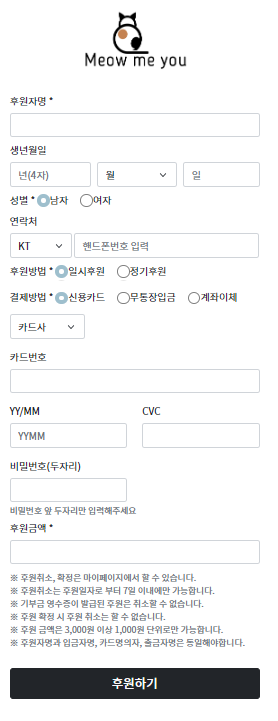 Meow me you
후원자명 *
생년월일
년(4자) 월 일
성별 * 남자 여자
연락처
KT 핸드폰번호 입력
후원방법 * 일시후원 정기후원
결제방법 * 신용카드 무통장입금 계좌이체
카드사
카드번호
YY/MM CVC
YYMM
비밀번호(두자리)
비밀번호 앞 두자리만 입력해주세요
후원금액 *
※ 후원취소, 확정은 마이페이지에서 할 수 있습니다.
※ 후원취소는 후원일자로 부터 7일 이내에만 가능합니다.
※ 기부금 영수증이 발급된 후원은 취소할 수 없습니다.
※ 후원 확정 시 후원 취소는 할 수 없습니다.
※ 후원 금액은 3,000원 이상 1,000원 단위로만 가능합니다.
※ 후원자명과 입금자명, 카드명의자, 출금자명은 동일해야합니다.
후원하기